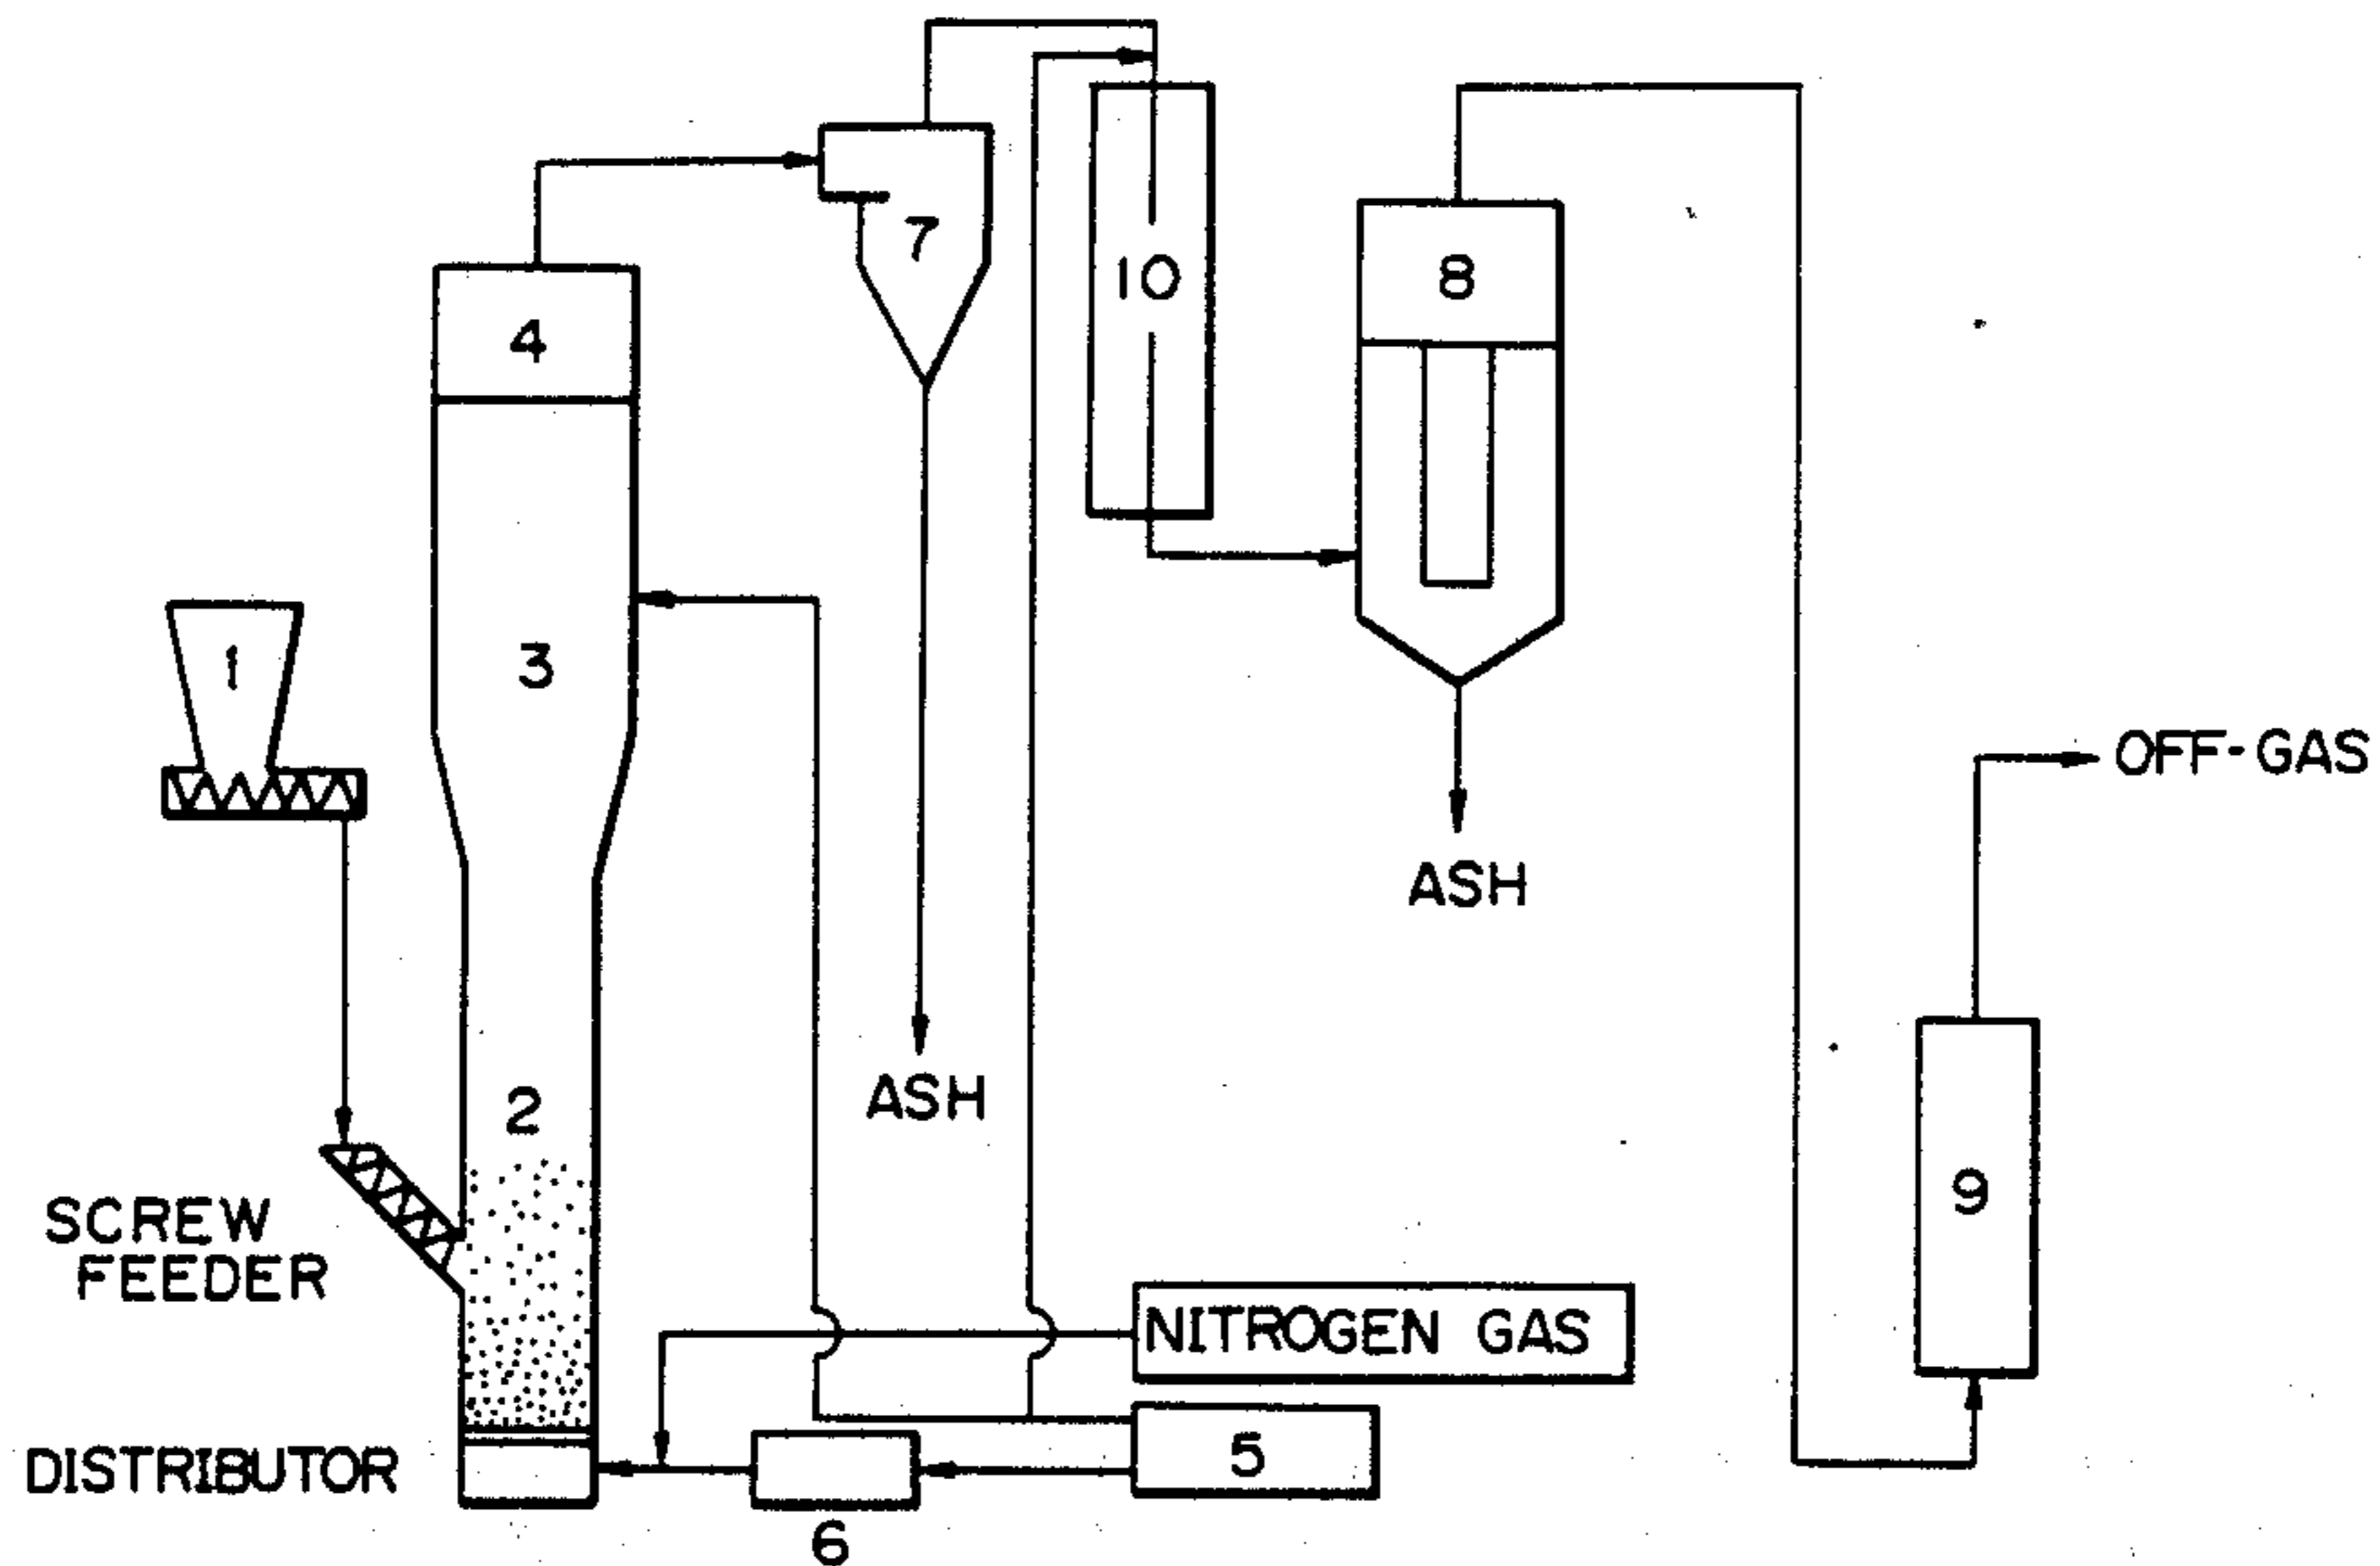 7
10
8
4
1
3
OFF-GAS
ASH
2
ASH
9
SCREW
FEEDER
NITROGEN GAS
5
DISTRIBUTOR
6